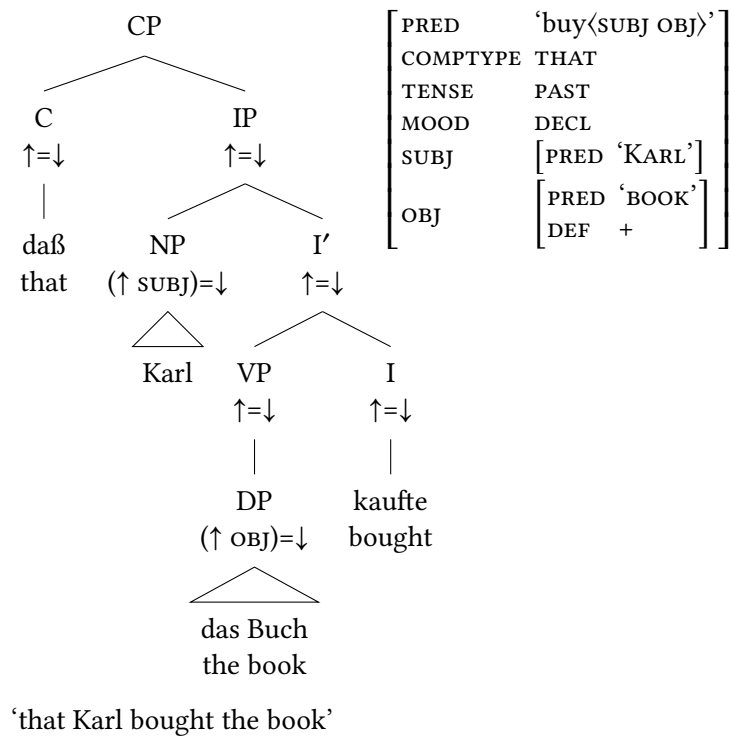 CP
C IP
↑=↓ ↑=↓
daß NP I′
that (↑ SUBJ)=↓ ↑=↓
Karl VP I
↑=↓ ↑=↓
DP kaufte
(↑ OBJ)=↓ bought
das Buch
the book
‘that Karl bought the book’
PRED ‘buy⟨SUBJ OBJ⟩’
COMPTYPE THAT
TENSE PAST
MOOD DECL
SUBJ [PRED ‘KARL’]
OBJ [PRED ‘BOOK’
DEF +]